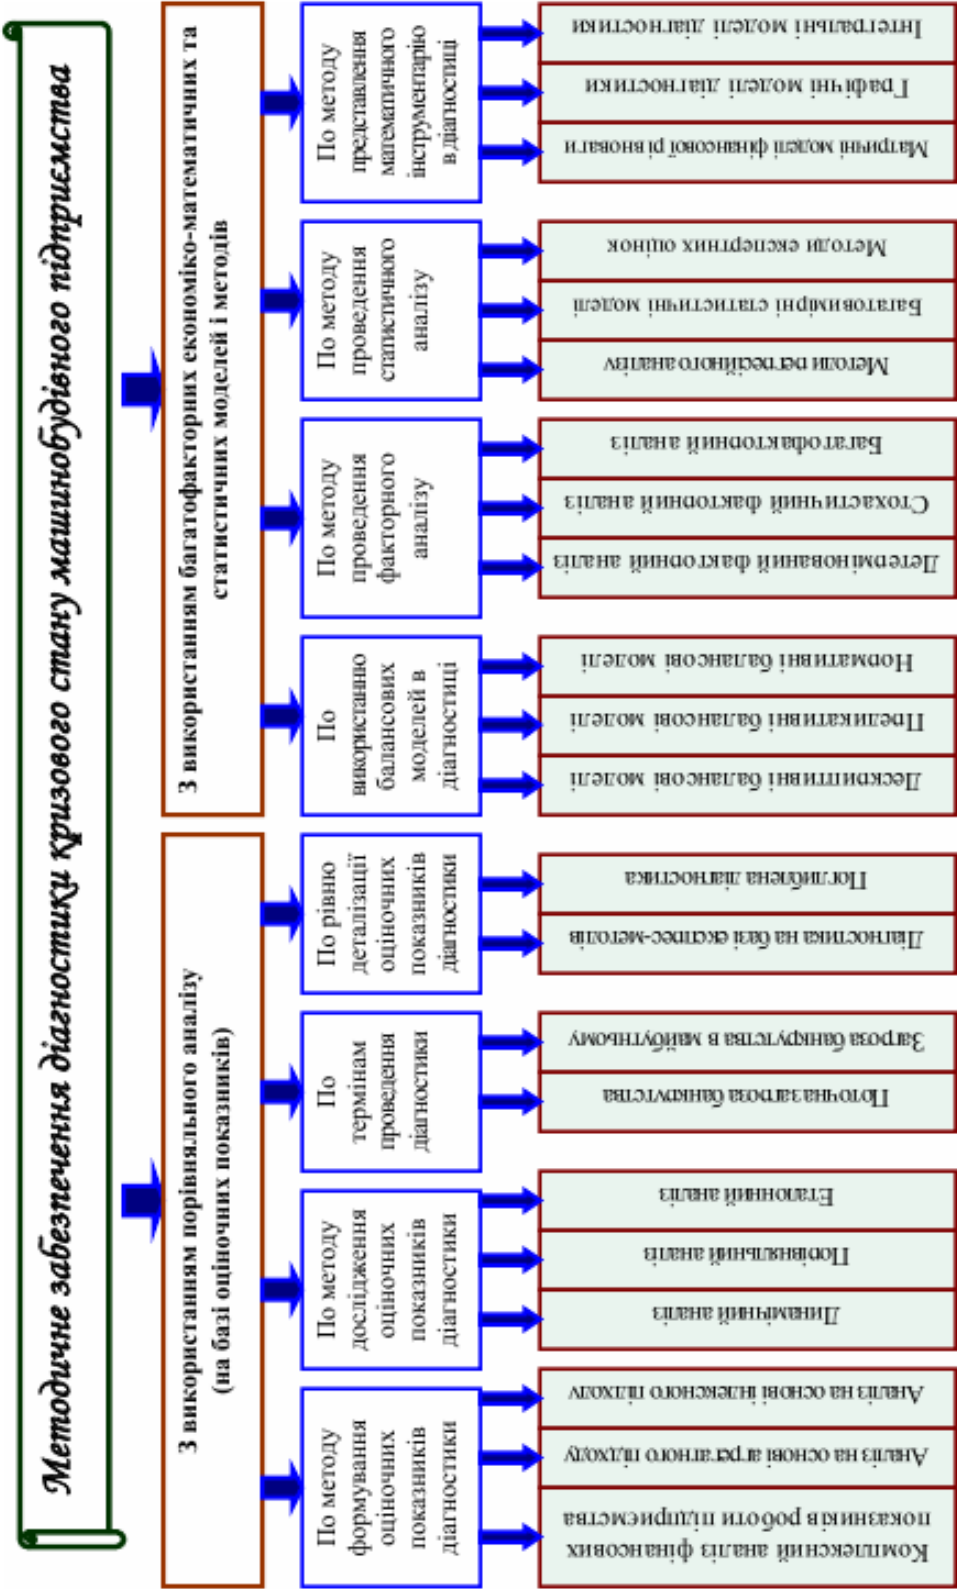 Методичне забезпечення діагностики кризового стану машинобудівного підприємства
З використанням порівняльного аналізу
(на базі оціночних показників)
З використанням багатофакторних економіко-математичних та
статистичних моделей і методів
По методу
формування
оціночних
показників
діагностики
По методу
дослідження
оціночних
показників
діагностики
По
термінам
проведення
діагностики
По рівню
деталізації
оціночних
показників
діагностики
По
використанню
балансових
моделей в
діагностиці
По методу
проведення
факторного
аналізу
По методу
проведення
статистичного
аналізу
По методу
представлення
математичного
інструментарію
в діагностиці
Комплексний аналіз фінансових
показників роботи підприємства
Аналіз на основі агрегатного підходу
Аналіз на основі індексного підходу
Динамічний аналіз
Порівняльний аналіз
Еталонний аналіз
Поточна загроза банкрутства
Загроза банкрутства в майбутньому
Діагностика на базі експрес-методів
Поглиблена діагностика
Дескриптивні балансові моделі
Предикативні балансові моделі
Нормативні балансові моделі
Детермінований факторний аналіз
Стохастичний факторний аналіз
Багатофакторний аналіз
Методи регресійного аналізу
Багатовимірні статистичні моделі
Методи експертних оцінок
Матричні моделі фінансової рівноваги
Графічні моделі діагностики
Інтегральні моделі діагностики